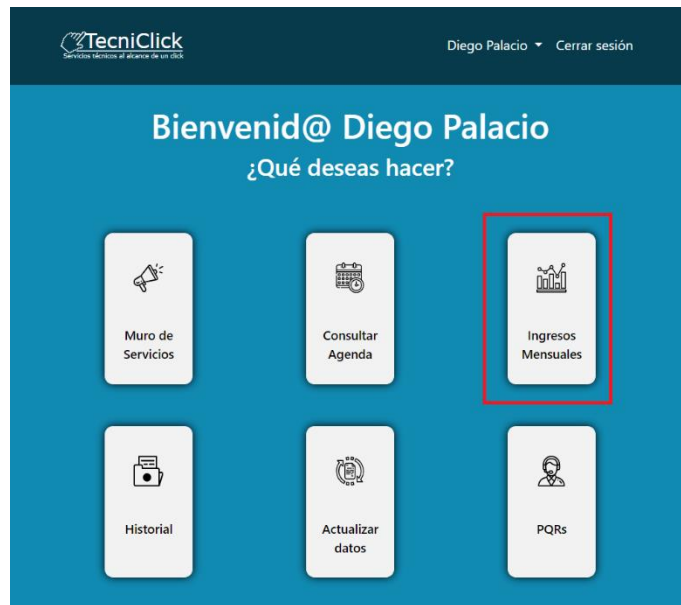 TecniClick
Servicios técnicos al alcance de un click
Diego Palacio
Cerrar sesión
Bienvenid@ Diego Palacio
¿Qué deseas hacer?
Muro de
Servicios
Consultar
Agenda
Ingresos
Mensuales
Historial
Actualizar
datos
PQRs